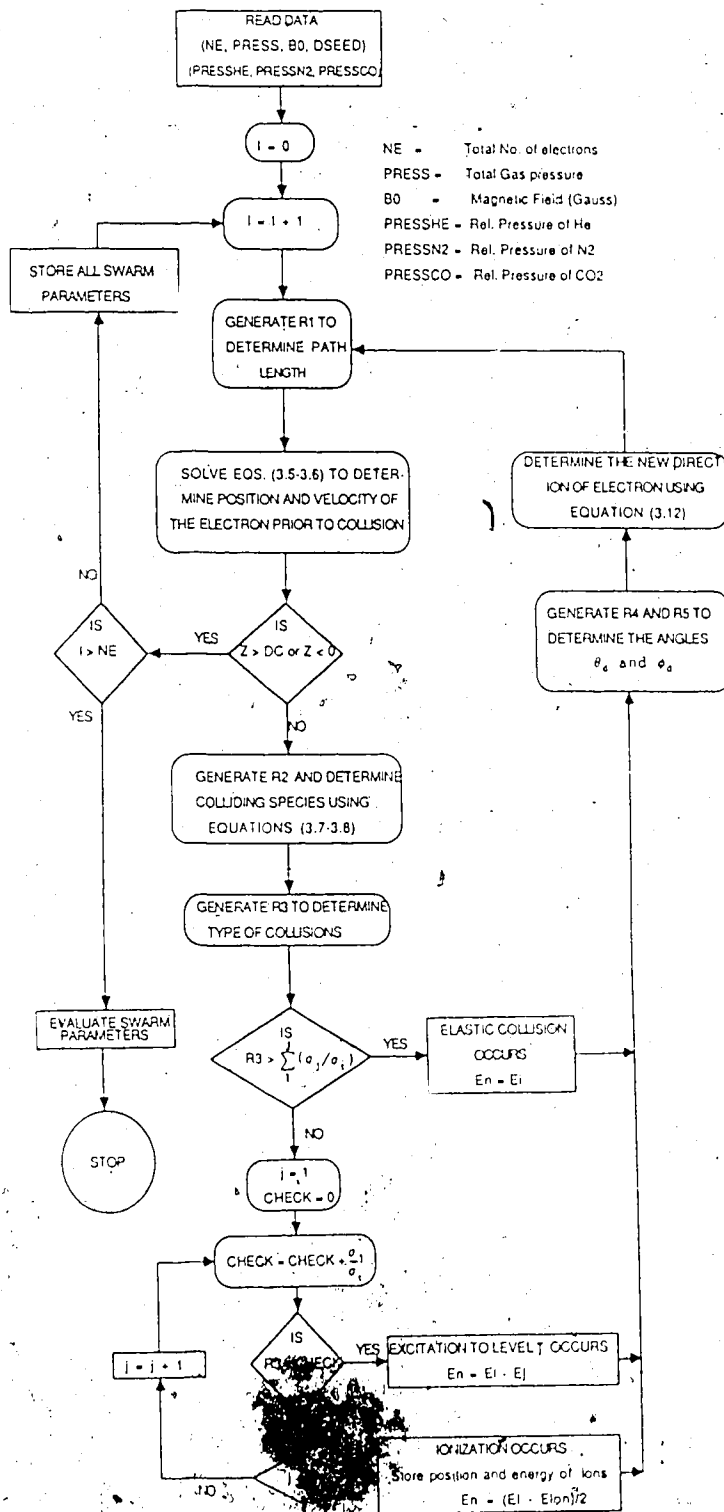 READ DATA
(NE, PRESS, B0, DSEED)
(PRESSHE, PRESSN2, PRESSCO)
I = 0
I = I + 1
NE = Total No. of electrons
PRESS = Total Gas pressure
B0 = Magnetic Field (Gauss)
PRESSHE = Rel. Pressure of He
PRESSN2 = Rel. Pressure of N2
PRESSCO = Rel. Pressure of CO2
STORE ALL SWARM
PARAMETERS
GENERATE R1 TO
DETERMINE PATH
LENGTH
SOLVE EQS. (3.5-3.6) TO DETER-
MINE POSITION AND VELOCITY OF
THE ELECTRON PRIOR TO COLLISION
DETERMINE THE NEW DIRECT
ION OF ELECTRON USING
EQUATION (3.12)
GENERATE R4 AND R5 TO
DETERMINE THE ANGLES
θ and ϕ
NO
IS
I > NE
YES
YES
IS
Z > DC or Z < 0
NO
GENERATE R2 AND DETERMINE
COLLIDING SPECIES USING
EQUATIONS (3.7-3.8)
GENERATE R3 TO DETERMINE
TYPE OF COLLISIONS
EVALUATE SWARM
PARAMETERS
STOP
IS
R3 > ∑ (σj/σt)
YES
ELASTIC COLLISION
OCCURS
En = Ei
NO
j = 1
CHECK = 0
CHECK = CHECK + σj/σt
j = j + 1
IS
CHECK
YES
EXCITATION TO LEVEL j OCCURS
En = Ei - Ej
NO
IONIZATION OCCURS
Store position and energy of ions
En = (Ei - Eion)/2